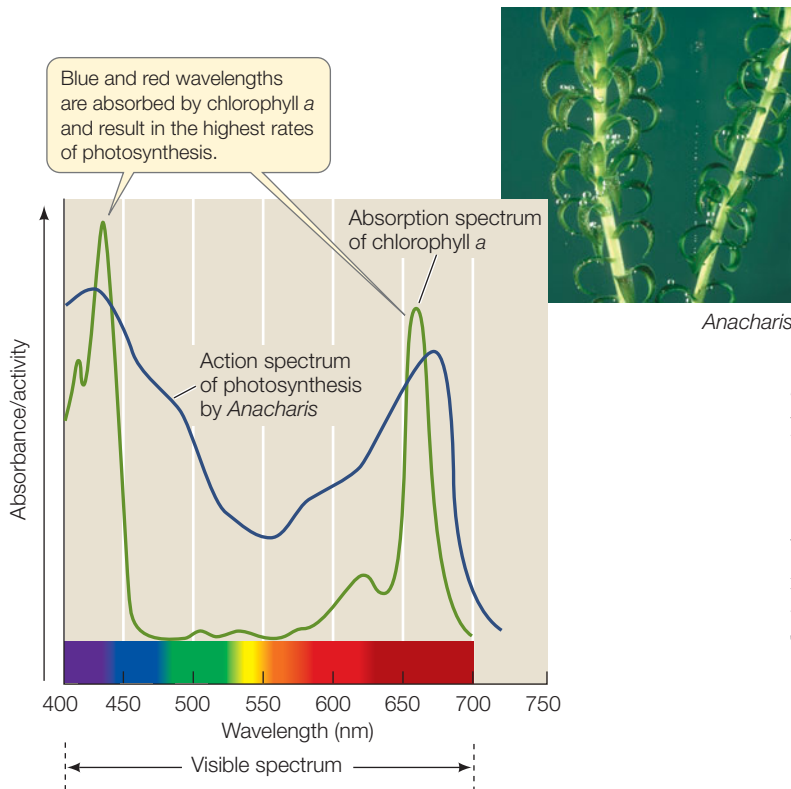 Blue and red wavelengths
are absorbed by chlorophyll a
and result in the highest rates
of photosynthesis.
Absorption spectrum
of chlorophyll a
Anacharis
Action spectrum
of photosynthesis
by Anacharis
Absorbance/activity
400 450 500 550 600 650 700 750
Wavelength (nm)
Visible spectrum